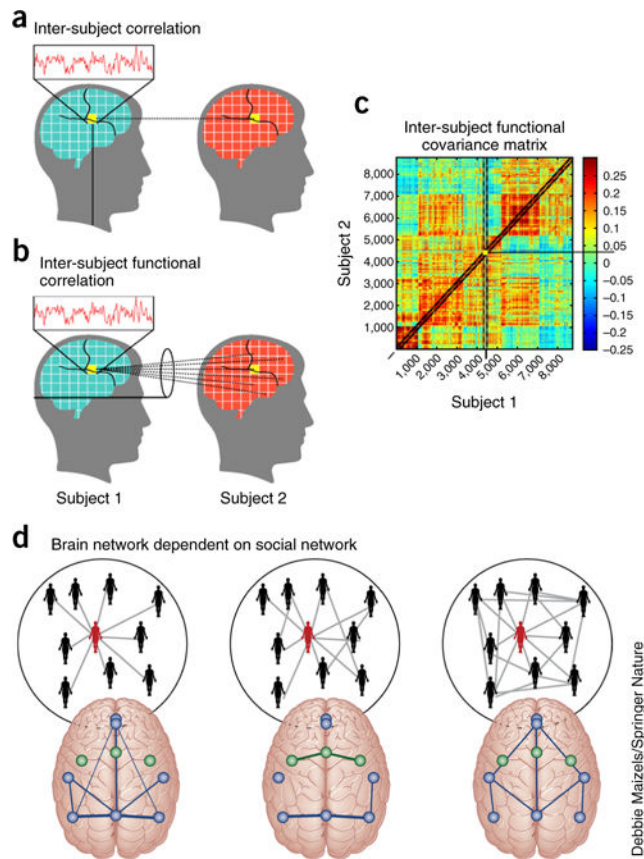 a
Inter-subject correlation
b
Inter-subject functional
correlation
Subject 1
Subject 2
c
Inter-subject functional
covariance matrix
8,000
7,000
6,000
5,000
4,000
3,000
2,000
1,000
Subject 2
1,000
2,000
3,000
4,000
5,000
6,000
7,000
8,000
Subject 1
0.25
0.20
0.15
0.10
0.05
0
−0.05
−0.10
−0.15
−0.20
−0.25
d
Brain network dependent on social network
Debbie Maizels/Springer Nature